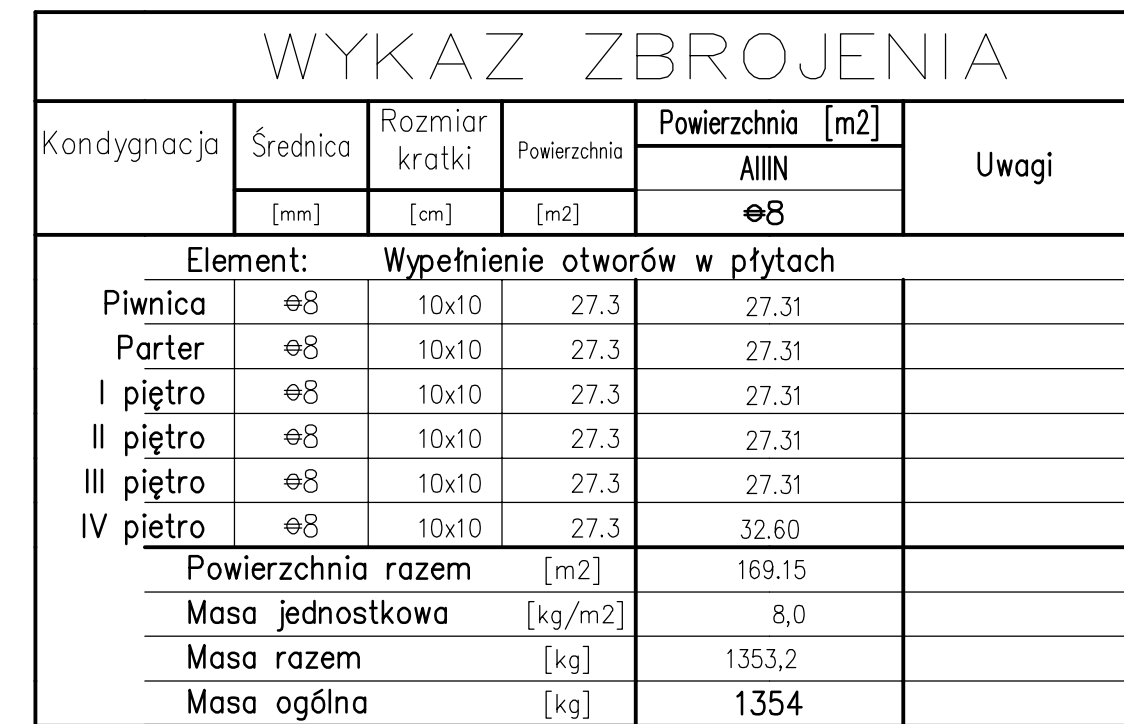 WYKAZ ZBROJENIA
Kondygnacja Średnica Rozmiar kratki Powierzchnia Powierzchnia [m2] Uwagi
AIIIN
[mm] [cm] [m2] ⌀8
Element: Wypełnienie otworów w płytach
Piwnica ⌀8 10x10 27.3 27.31
Parter ⌀8 10x10 27.3 27.31
I piętro ⌀8 10x10 27.3 27.31
II piętro ⌀8 10x10 27.3 27.31
III piętro ⌀8 10x10 27.3 27.31
IV pietro ⌀8 10x10 27.3 32.60
Powierzchnia razem [m2] 169.15
Masa jednostkowa [kg/m2] 8,0
Masa razem [kg] 1353,2
Masa ogólna [kg] 1354